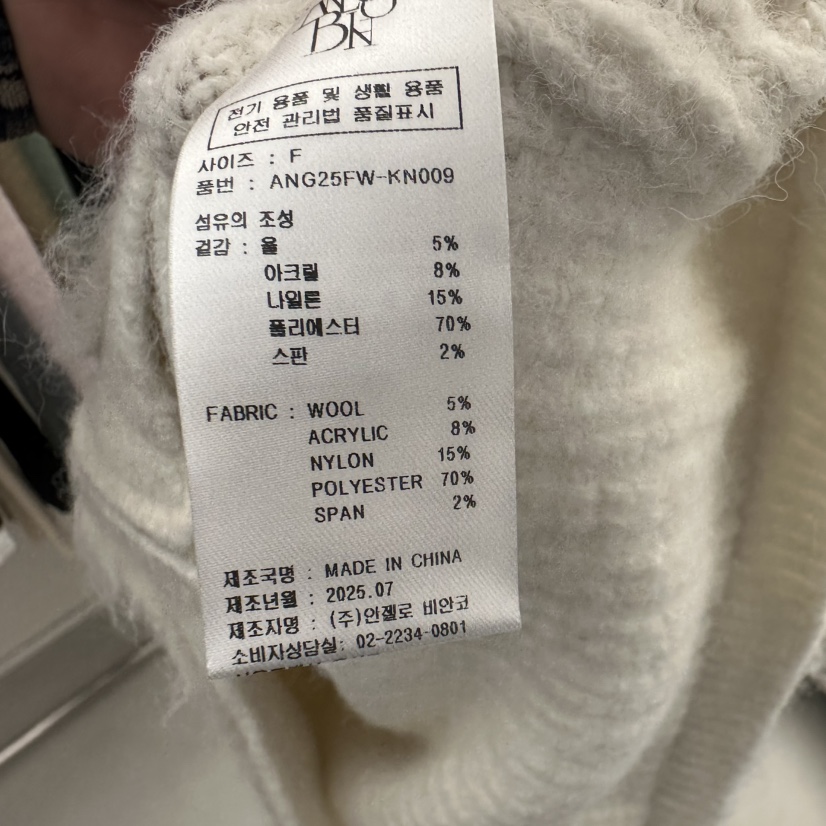 DN
전기 용품 및 생활 용품
안전 관리법 품질표시
사이즈 : F
품번 : ANG25FW-KN009
섬유의 조성
겉감 : 울 5%
아크릴 8%
나일론 15%
폴리에스터 70%
스판 2%
FABRIC : WOOL 5%
ACRYLIC 8%
NYLON 15%
POLYESTER 70%
SPAN 2%
제조국명 : MADE IN CHINA
제조년월 : 2025.07
제조자명 : (주)안젤로 비안코
소비자상담실: 02-2234-0801